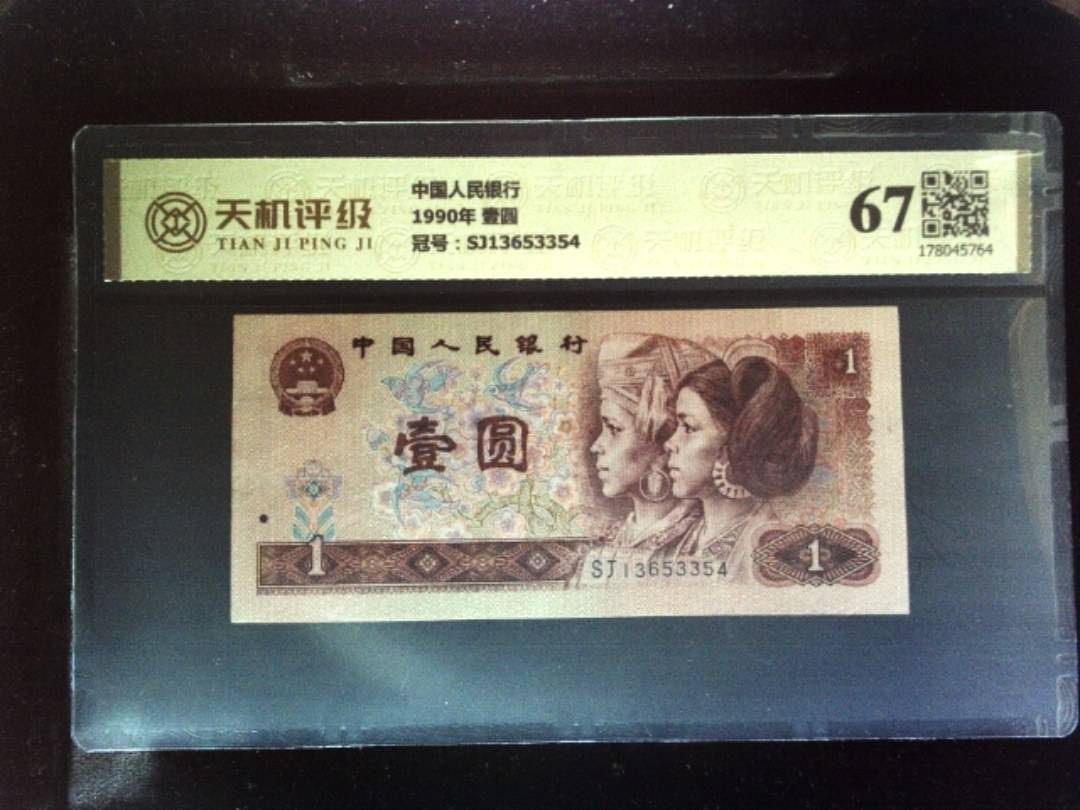 天机评级
TIAN JI PING JI
中国人民银行
1990年 壹圆
冠号：SJ13653354
67
178045764
中国人民银行
1
壹圆
1
SJ13653354
1